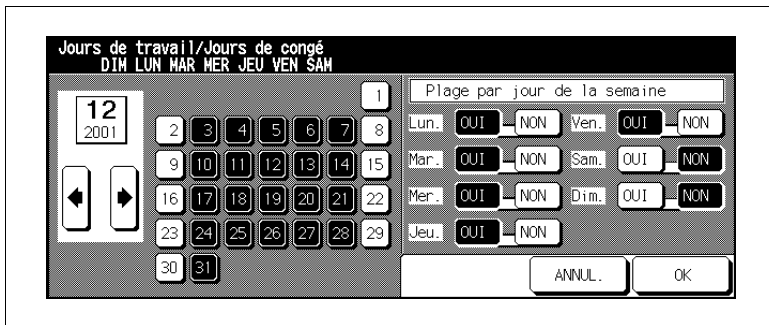 Jours de travail/Jours de congé
DIM LUN MAR MER JEU VEN SAM
12
2001
1
2 3 4 5 6 7 8
9 10 11 12 13 14 15
16 17 18 19 20 21 22
23 24 25 26 27 28 29
30 31
Plage par jour de la semaine
Lun. OUI NON Ven. OUI NON
Mar. OUI NON Sam. OUI NON
Mer. OUI NON Dim. OUI NON
Jeu. OUI NON
ANNUL. OK